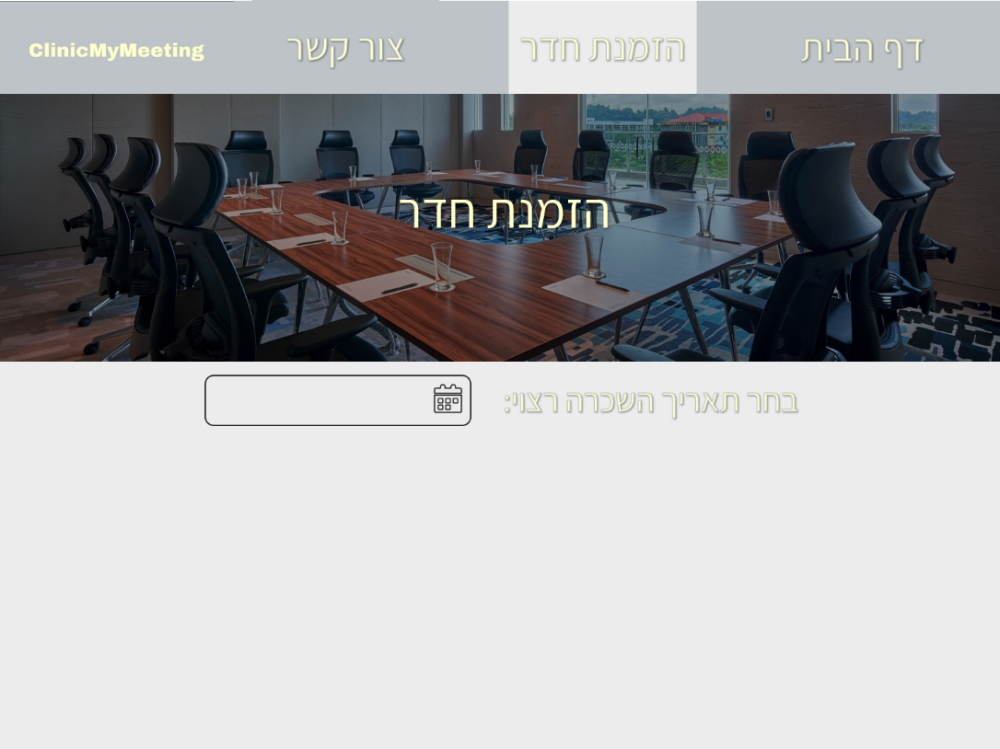 דף הבית
הזמנת חדר
צור קשר
ClinicMyMeeting
הזמנת חדר
בחר תאריך השכרה רצוי: